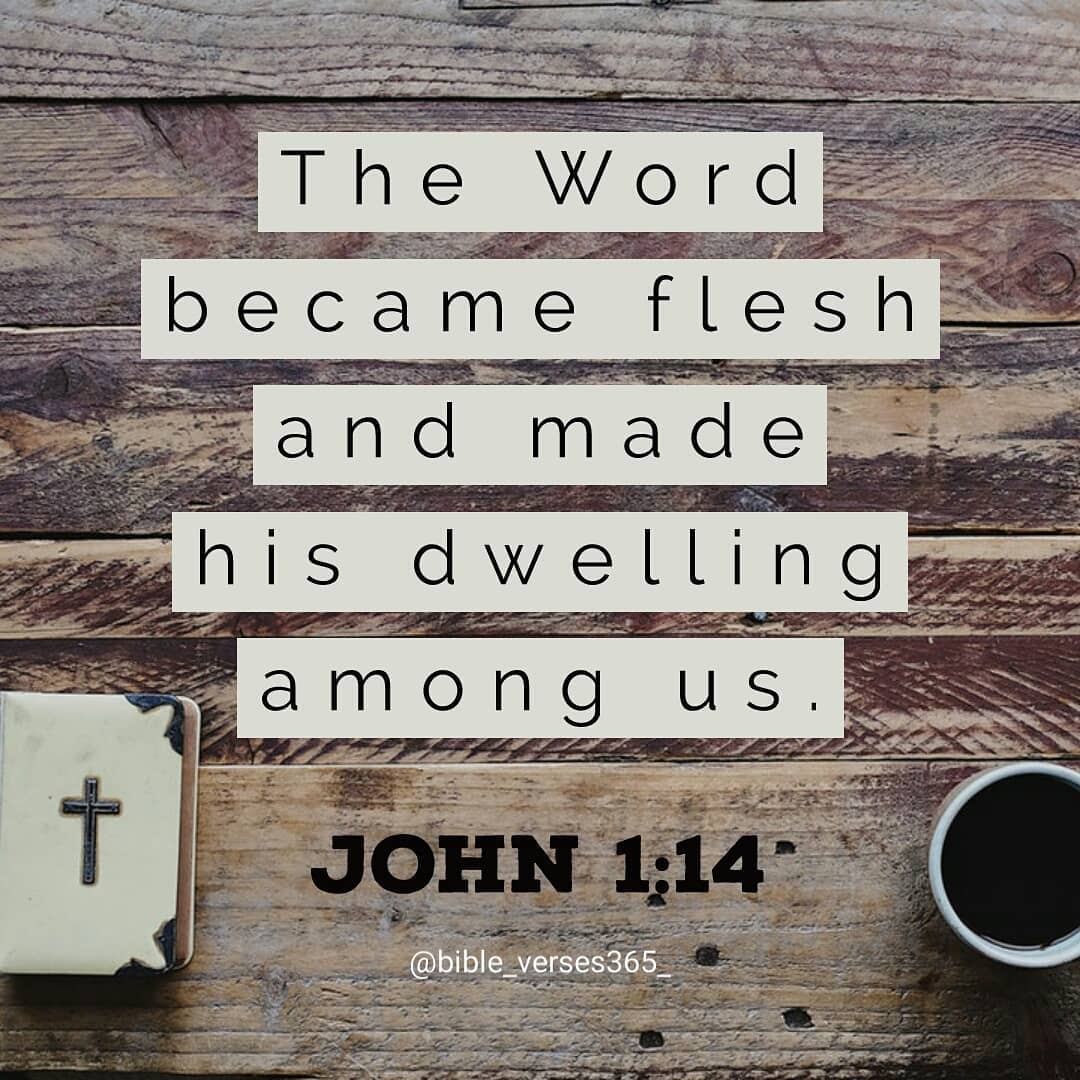 The Word
became flesh
and made
his dwelling
among us.
JOHN 1:14
@bible_verses365_